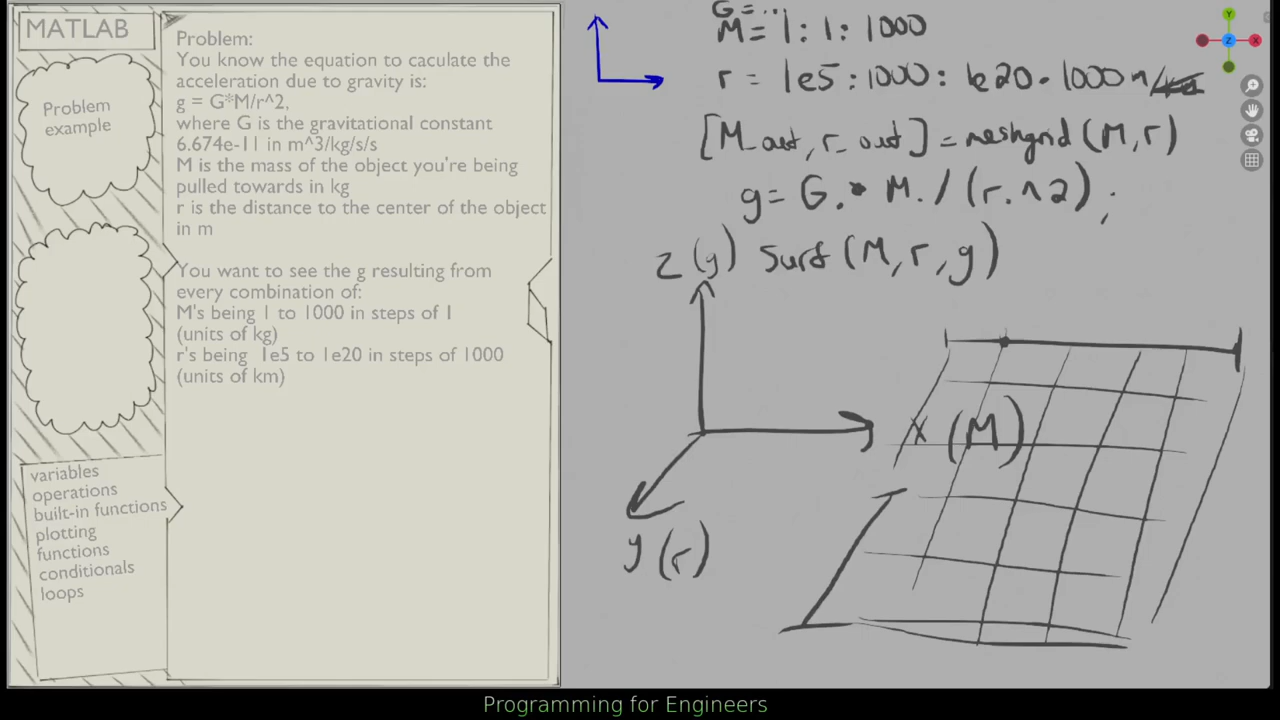 MATLAB
Problem
example
variables
operations
built-in functions
plotting
functions
conditionals
loops
Problem:
You know the equation to caculate the
acceleration due to gravity is:
g = G*M/r^2,
where G is the gravitational constant
6.674e-11 in m^3/kg/s/s
M is the mass of the object you're being
pulled towards in kg
r is the distance to the center of the object
in m
You want to see the g resulting from
every combination of:
M's being 1 to 1000 in steps of 1
(units of kg)
r's being 1e5 to 1e20 in steps of 1000
(units of km)
G = ...
M = 1:1:1000
r = 1e5:1000:1e20
[M_out, r_out] = meshgrid (M, r)
g = G.* M./(r.^2);
z (g) surf (M, r, g)
x (M)
y (r)
Y
Z
X
Programming for Engineers